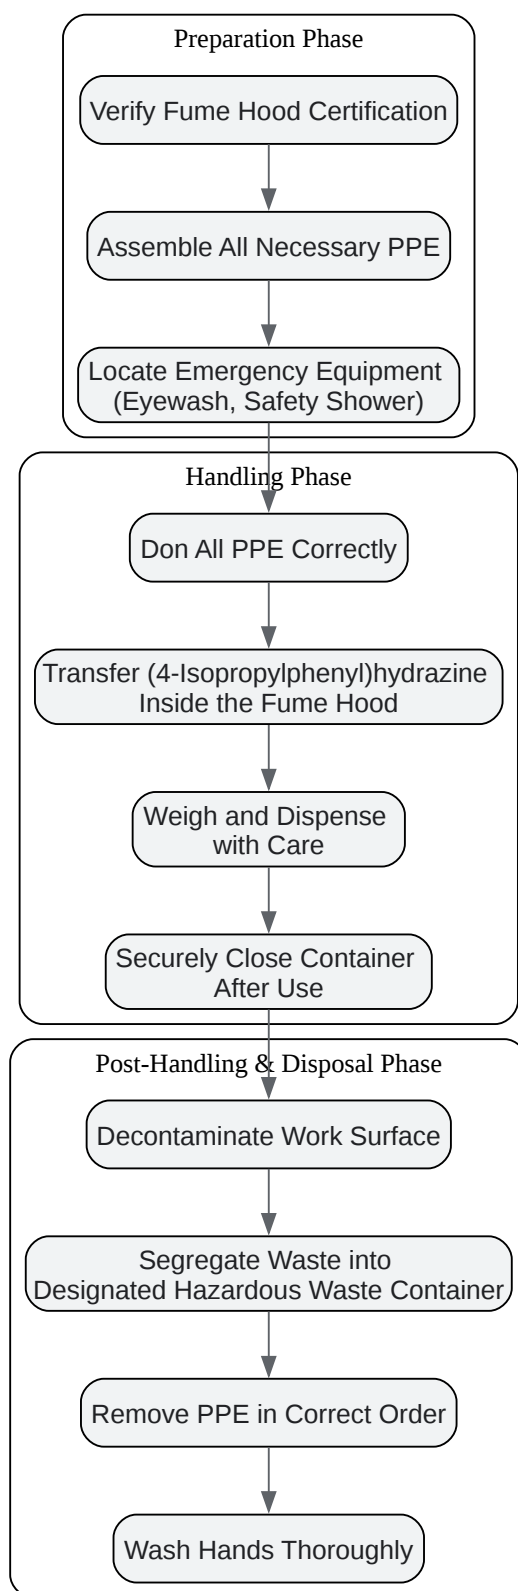 Preparation Phase
Verify Fume Hood Certification
Assemble All Necessary PPE
Locate Emergency Equipment
(Eyewash, Safety Shower)
Handling Phase
Don All PPE Correctly
Transfer (4-Isopropylphenyl)hydrazine
Inside the Fume Hood
Weigh and Dispense
with Care
Securely Close Container
After Use
Post-Handling & Disposal Phase
Decontaminate Work Surface
Segregate Waste into
Designated Hazardous Waste Container
Remove PPE in Correct Order
Wash Hands Thoroughly